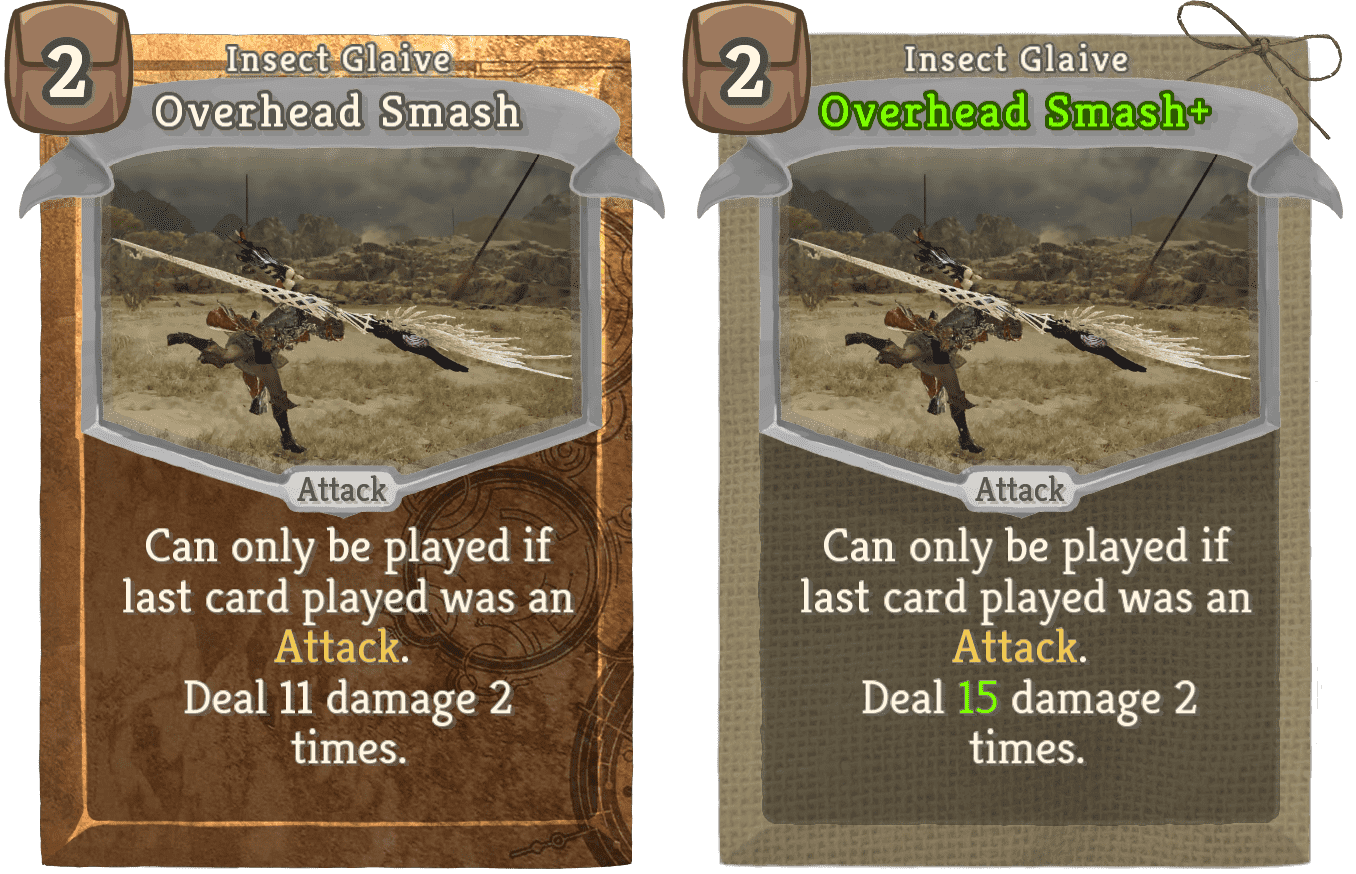 2
Insect Glaive
Overhead Smash
Attack
Can only be played if
last card played was an
Attack.
Deal 11 damage 2
times.
2
Insect Glaive
Overhead Smash+
Attack
Can only be played if
last card played was an
Attack.
Deal 15 damage 2
times.